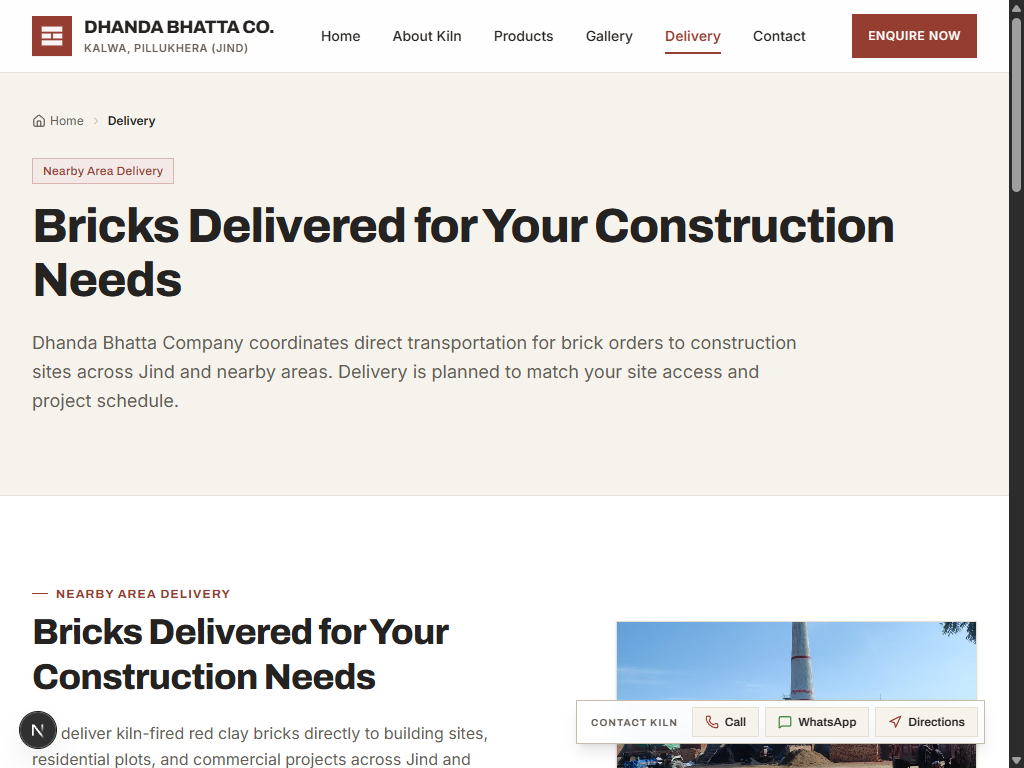 DHANDA BHATTA CO.
KALWA, PILLUKHERA (JIND)
Home
About Kiln
Products
Gallery
Delivery
Contact
ENQUIRE NOW
Home
Delivery
Nearby Area Delivery
Bricks Delivered for Your Construction
Needs
Dhanda Bhatta Company coordinates direct transportation for brick orders to construction
sites across Jind and nearby areas. Delivery is planned to match your site access and
project schedule.
NEARBY AREA DELIVERY
Bricks Delivered for Your
Construction Needs
deliver kiln-fired red clay bricks directly to building sites,
residential plots, and commercial projects across Jind and
CONTACT KILN
Call
WhatsApp
Directions
N